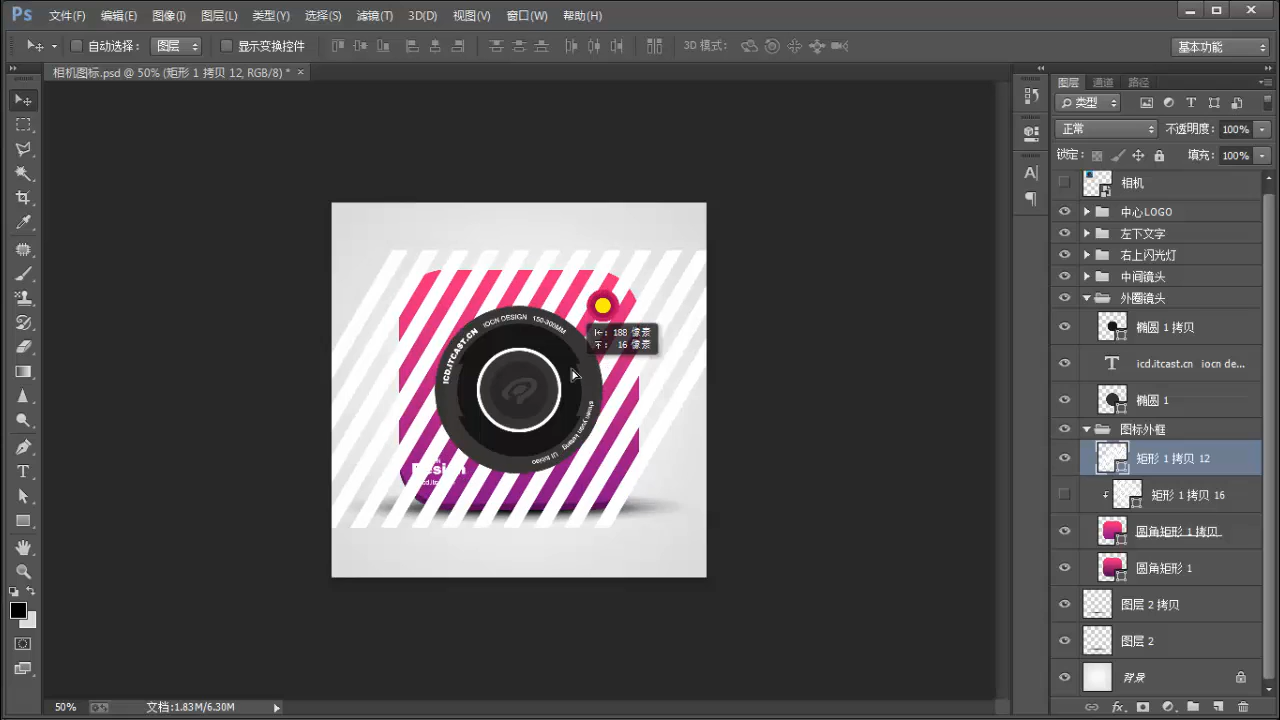 Ps 文件(F) 编辑(E) 图像(I) 图层(L) 类型(Y) 选择(S) 滤镜(T) 3D(D) 视图(V) 窗口(W) 帮助(H)
自动选择: 图层 显示变换控件 3D 模式: 基本功能
相机图标.psd @ 50% (矩形 1 拷贝 12, RGB/8) * ×
图层 通道 路径
类型
正常 不透明度: 100%
锁定: 填充: 100%
相机
中心LOGO
左下文字
右上闪光灯
中间镜头
外圈镜头
椭圆 1 拷贝
icd.itcast.cn iocn de...
椭圆 1
图标外框
矩形 1 拷贝 12
矩形 1 拷贝 16
圆角矩形 1 拷贝
圆角矩形 1
图层 2 拷贝
图层 2
背景
ICD.ITCAST.CN IOCN DESIGN 150-300MM
188 像素
16 像素
Design
50% 文档:1.83M/6.30M